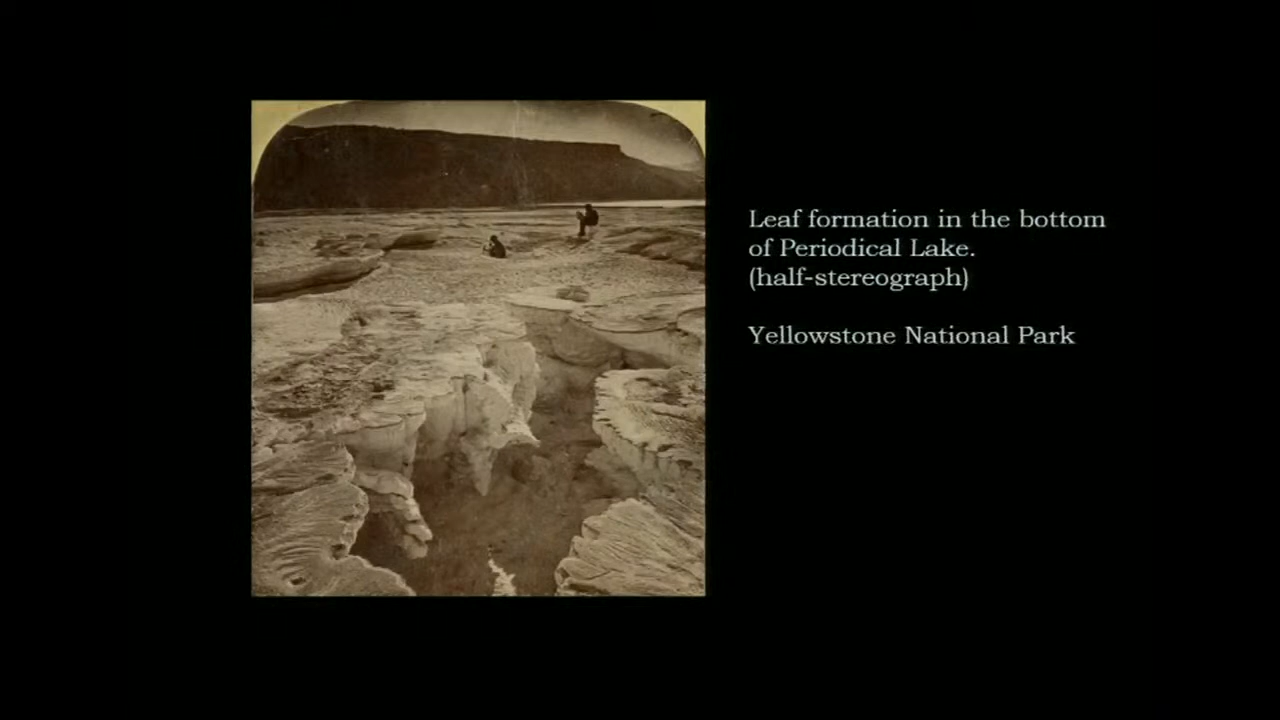 Leaf formation in the bottom
of Periodical Lake.
(half-stereograph)
Yellowstone National Park